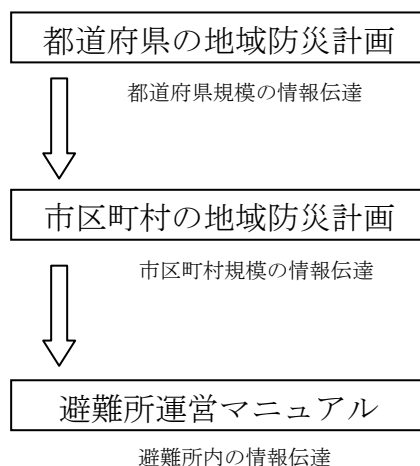 都道府県の地域防災計画
都道府県規模の情報伝達
市区町村の地域防災計画
市区町村規模の情報伝達
避難所運営マニュアル
避難所内の情報伝達